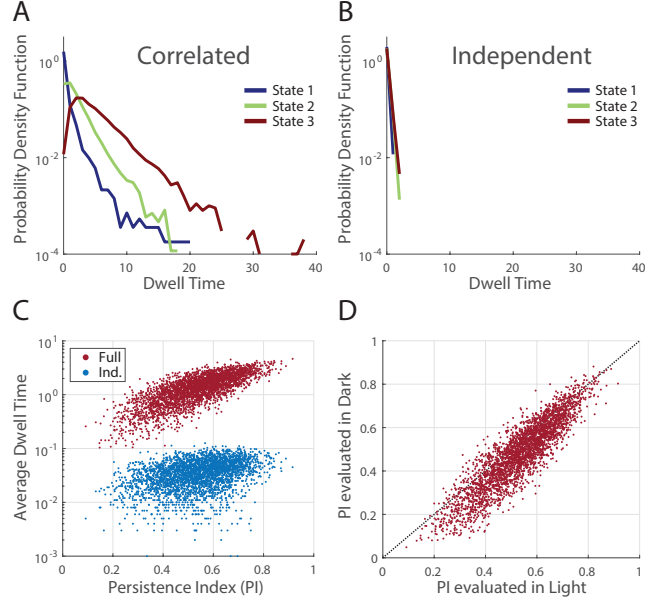 A
Correlated
State 1
State 2
State 3
Probability Density Function
10^0
10^-2
10^-4
0
10
20
30
40
Dwell Time
B
Independent
State 1
State 2
State 3
Probability Density Function
10^0
10^-2
10^-4
0
10
20
30
40
Dwell Time
C
Full
Ind.
Average Dwell Time
10^1
10^0
10^-1
10^-2
10^-3
0
0.2
0.4
0.6
0.8
1
Persistence Index (PI)
D
PI evaluated in Dark
1
0.8
0.6
0.4
0.2
0
0
0.2
0.4
0.6
0.8
1
PI evaluated in Light